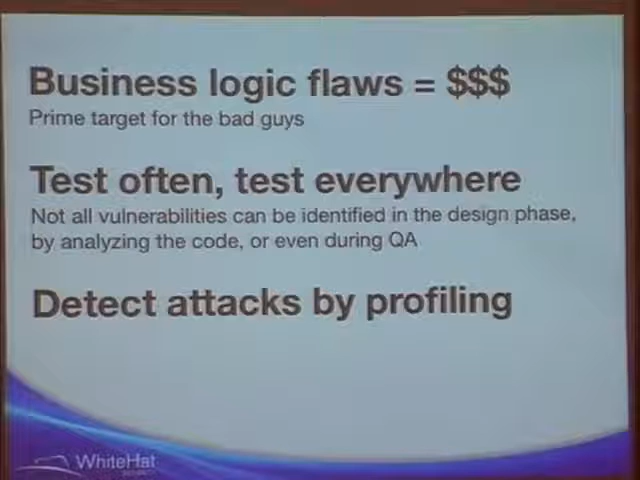 Business logic flaws = $$$
Prime target for the bad guys
Test often, test everywhere
Not all vulnerabilities can be identified in the design phase,
by analyzing the code, or even during QA
Detect attacks by profiling
WhiteHat